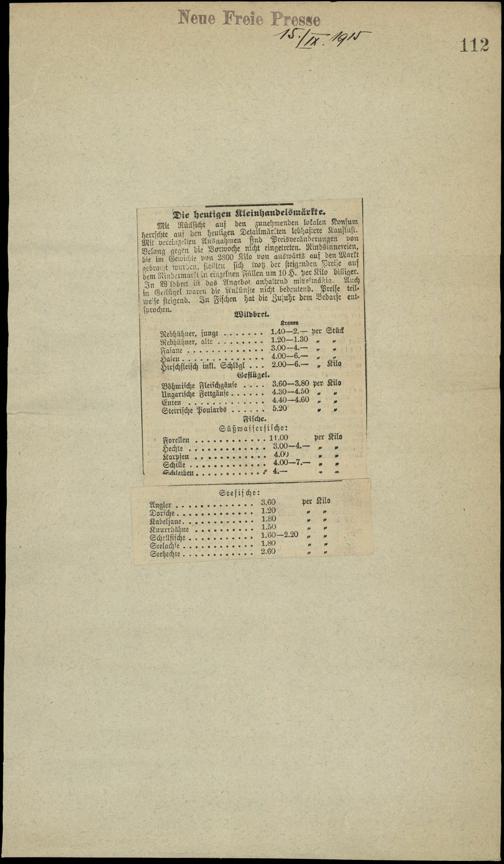 Neue Freie Presse
15./IX. 1915
112
Die heutigen Kleinhandelsmärkte.
Mit Rücksicht auf den zunehmenden lokalen Konsum
herrschte auf den heutigen Detailmärkten lebhaftere Kauflust.
Mit vereinzelten Ausnahmen sind Preisveränderungen von
Belang gegen die Vorwoche nicht eingetreten. Rindsinnereien,
die im Gewichte von 2800 Kilo von auswärts auf den Markt
gebracht wurden, stellten sich trotz der steigenden Preise auf
dem Rindermarkt in einzelnen Fällen um 10 H. per Kilo billiger.
In Wildbret ist das Angebot anhaltend mittelmäßig. Auch
in Geflügel waren die Ankünfte nicht bedeutend. Preise teil-
weise steigend. In Fischen hat die Zufuhr dem Bedarfe ent-
sprochen.
Wildbret.
Kronen
Rebhühner, junge . . . . . . . 1.40—2.— per Stück
Rebhühner, alte . . . . . . . . 1.20—1.30 „ „
Fasane . . . . . . . . . . . . 3.00—4.— „ „
Hasen . . . . . . . . . . . . . 4.00—6.— „ „
Hirschfleisch inkl. Schlögl . . . 2.00—6.— „ Kilo
Geflügel.
Böhmische Fleischgänse . . . . 3.60—3.80 per Kilo
Ungarische Fettgänse . . . . . . 4.30—4.50 „ „
Enten . . . . . . . . . . . . . 4.40—4.60 „ „
Steirische Poulards . . . . . . 5.20 „ „
Fische.
Süßwasserfische:
Forellen . . . . . . . . . . . 11.00 per Kilo
Hechte . . . . . . . . . . . . 3.00—4.— „ „
Karpfen . . . . . . . . . . . . 4.00 „ „
Schille . . . . . . . . . . . . 4.00—7.— „ „
Schleihen . . . . . . . . . . . 4.— „ „
Seefische:
Angler . . . . . . . . . . . . 3.60 per Kilo
Dorsche . . . . . . . . . . . . 1.20 „ „
Kabeljaue . . . . . . . . . . . 1.80 „ „
Knurrhähne . . . . . . . . . . 1.50 „ „
Schellfische . . . . . . . . . . 1.60—2.20 „ „
Seelachse . . . . . . . . . . . 1.80 „ „
Seehechte . . . . . . . . . . . 2.60 „ „